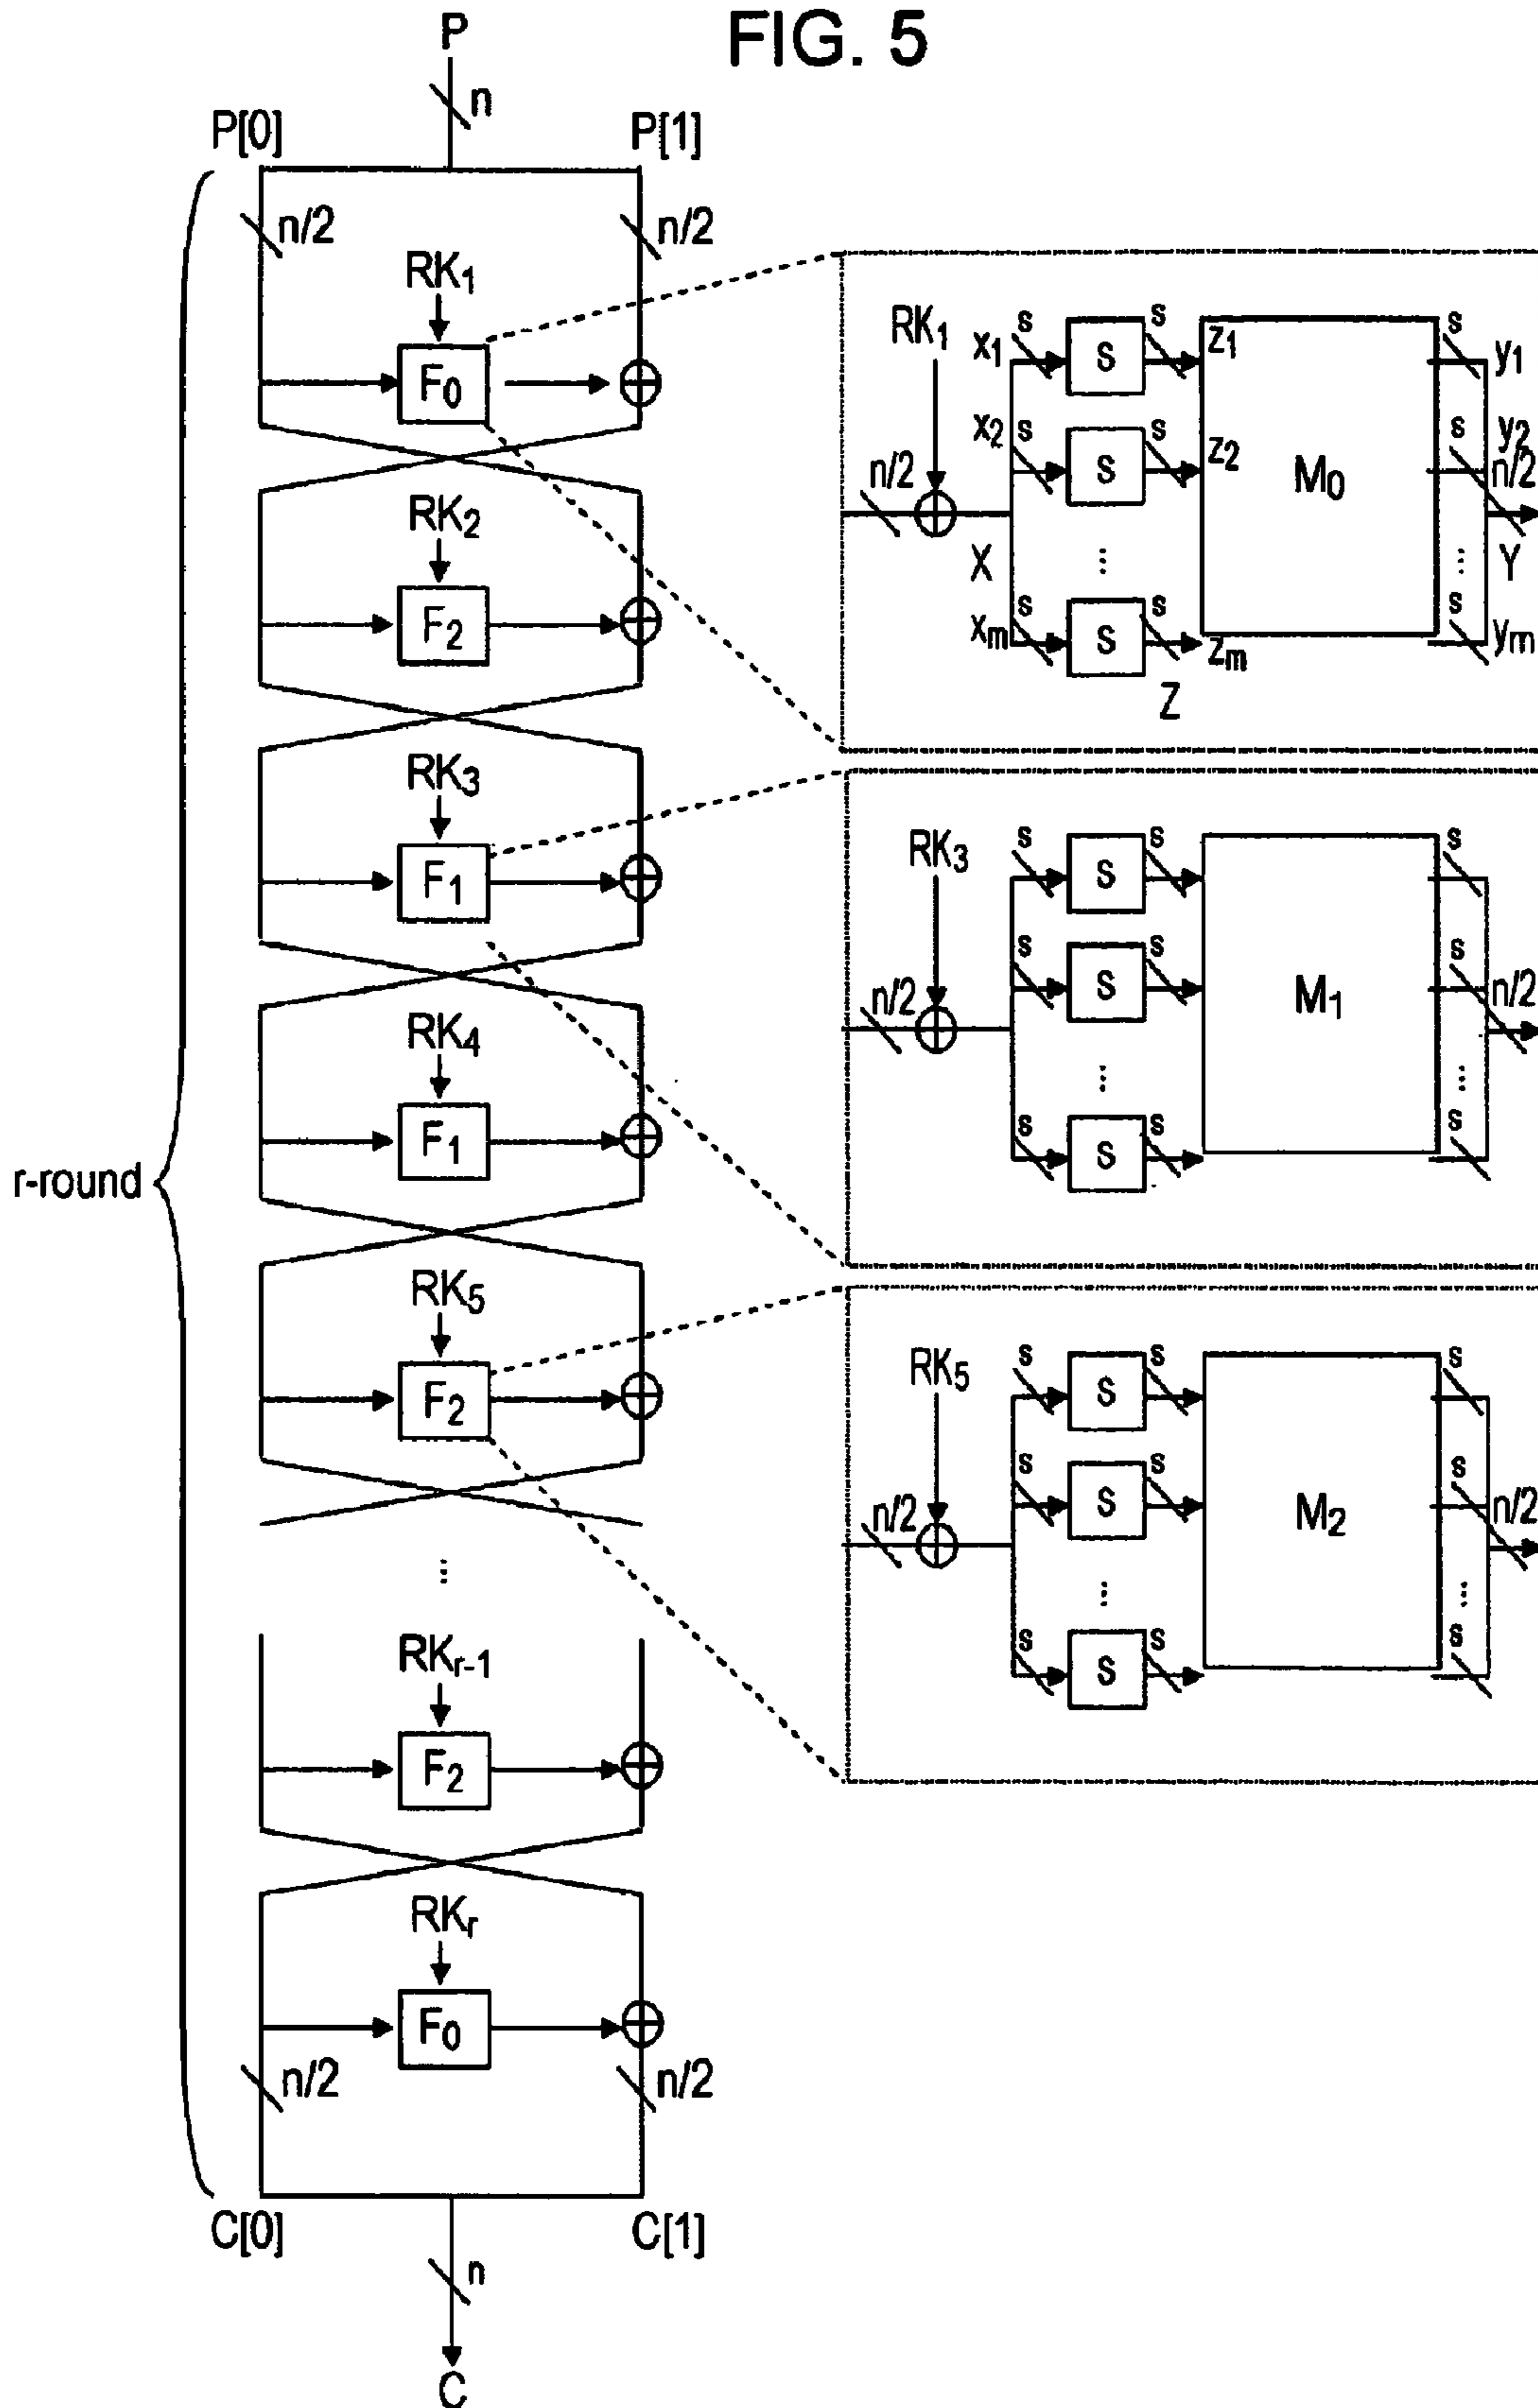 FIG. 5
P
n
P[0]
P[1]
n/2
n/2
RK1
F0
RK2
F2
RK3
F1
RK4
F1
r-round
RK5
F2
...
RKr-1
F2
RKr
F0
n/2
n/2
C[0]
C[1]
n
C
RK1
n/2
X
x1
s
S
s
z1
x2
s
S
s
z2
...
xm
s
S
s
zm
Z
M0
s
y1
s
y2
n/2
...
Y
s
ym
RK3
n/2
s
S
s
s
S
s
...
s
S
s
M1
s
s
n/2
...
s
RK5
n/2
s
S
s
s
S
s
...
s
S
s
M2
s
s
n/2
...
s